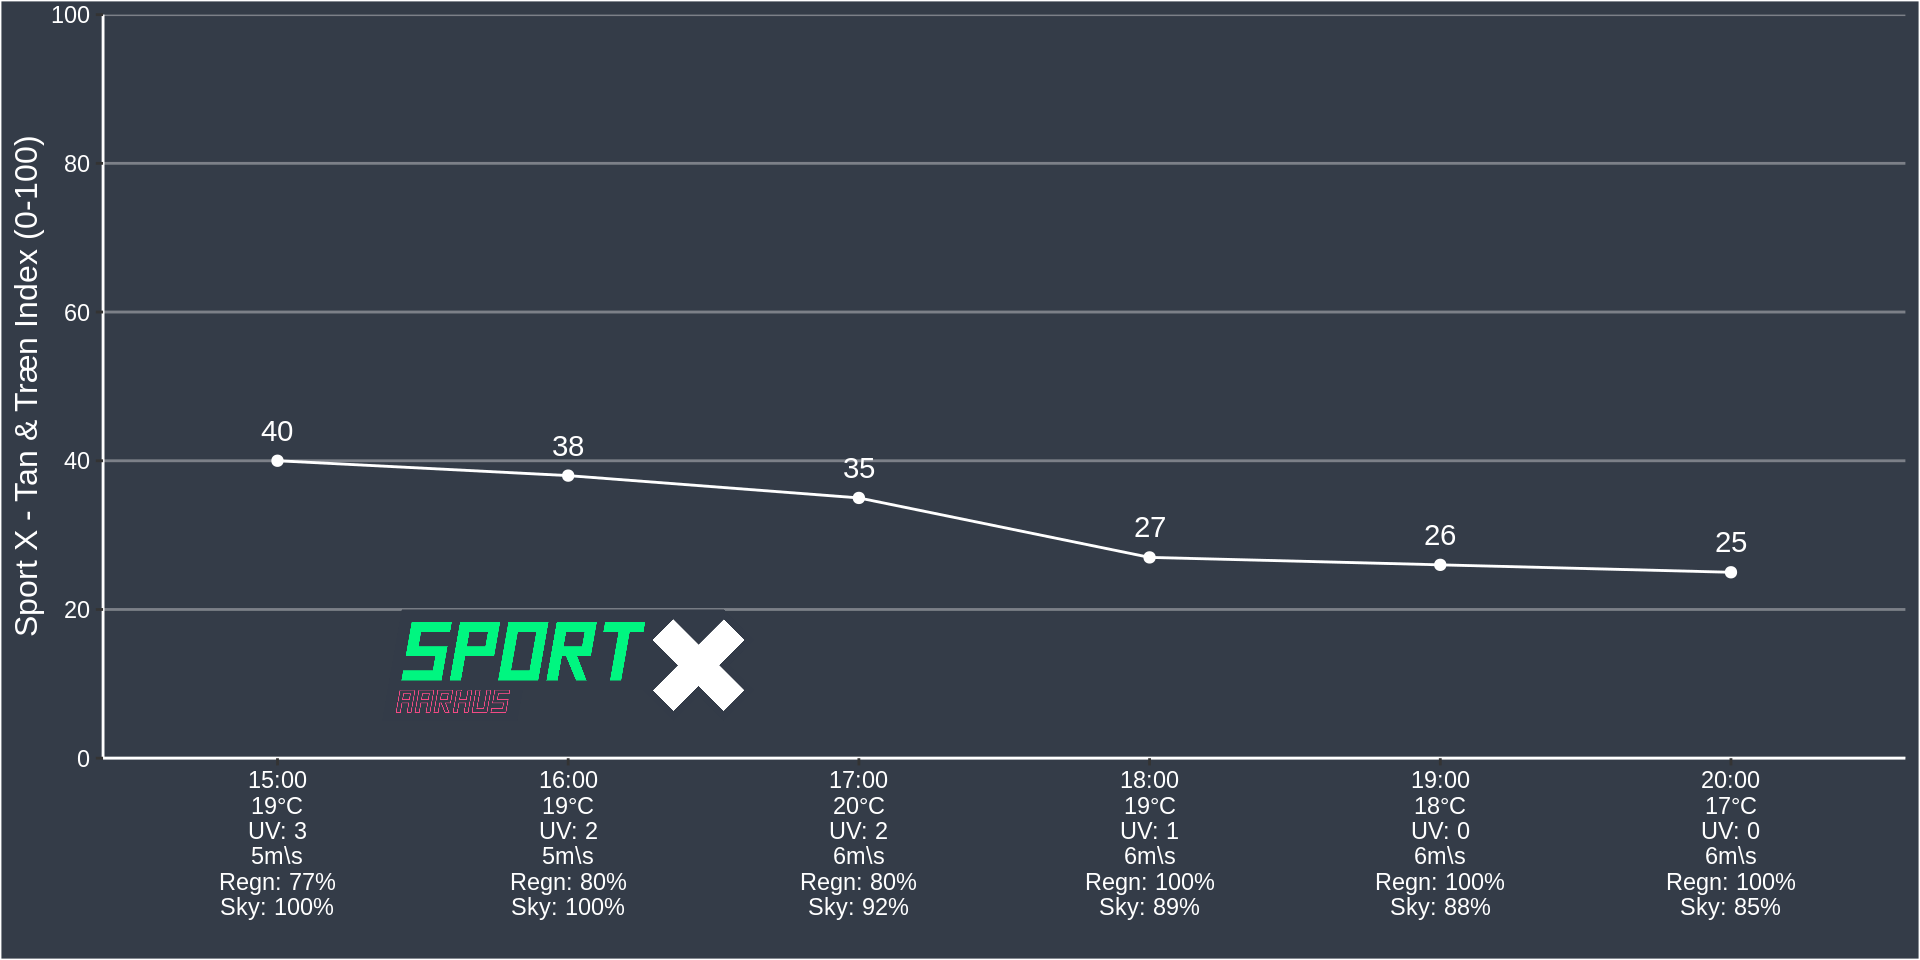 Sport X - Tan & Træn Index (0-100)
100
80
60
40
20
0
40
38
35
27
26
25
SPORT X
AARHUS
15:00
19°C
UV: 3
5m\s
Regn: 77%
Sky: 100%
16:00
19°C
UV: 2
5m\s
Regn: 80%
Sky: 100%
17:00
20°C
UV: 2
6m\s
Regn: 80%
Sky: 92%
18:00
19°C
UV: 1
6m\s
Regn: 100%
Sky: 89%
19:00
18°C
UV: 0
6m\s
Regn: 100%
Sky: 88%
20:00
17°C
UV: 0
6m\s
Regn: 100%
Sky: 85%